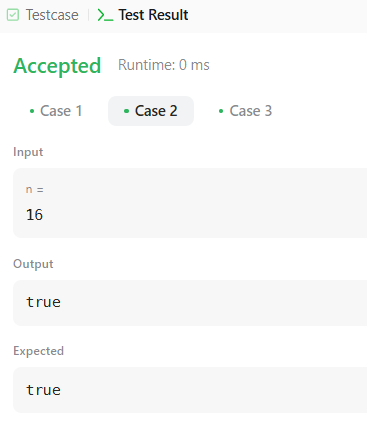 Testcase Test Result
Accepted Runtime: 0 ms
Case 1 Case 2 Case 3
Input
n =
16
Output
true
Expected
true